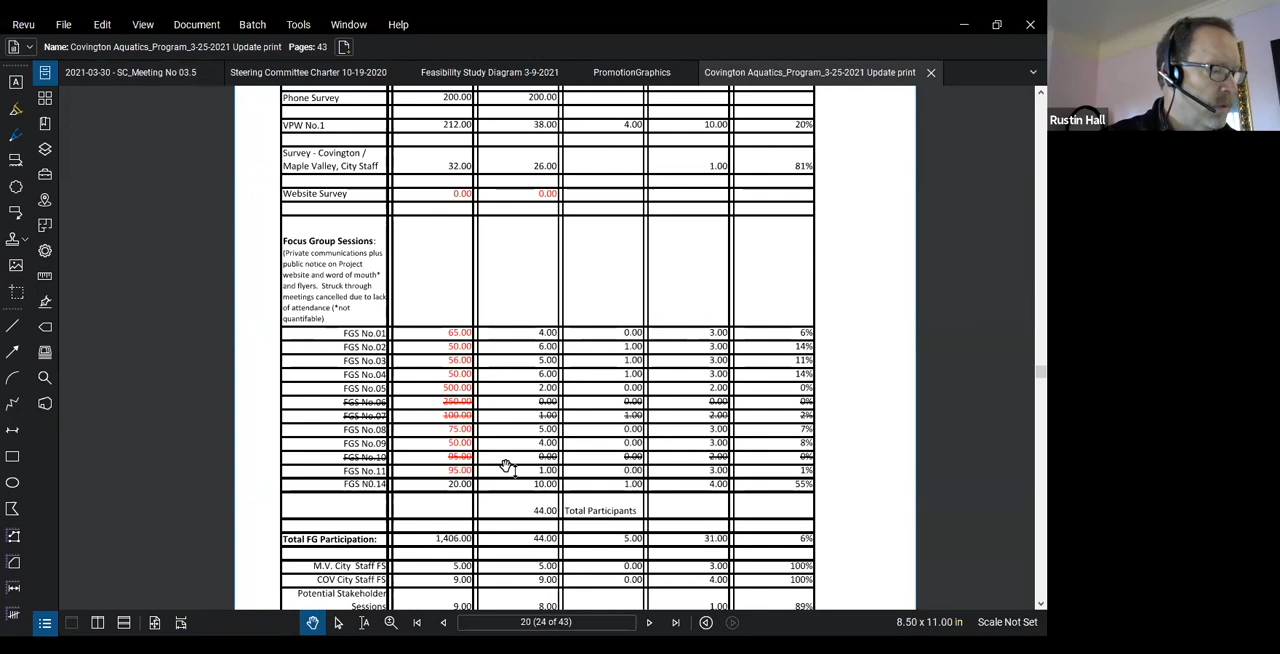 Revu File Edit View Document Batch Tools Window Help
Name: Covington Aquatics_Program_3-25-2021 Update print Pages: 43
2021-03-30 - SC_Meeting No 03.5 Steering Committee Charter 10-19-2020 Feasibility Study Diagram 3-9-2021 PromotionGraphics Covington Aquatics_Program_3-25-2021 Update print
Rustin Hall
Phone Survey 200.00 200.00
VPW No.1 212.00 38.00 4.00 10.00 20%
Survey - Covington /
Maple Valley, City Staff 32.00 26.00 1.00 81%
Website Survey 0.00 0.00
Focus Group Sessions:
(Private communications plus
public notice on Project
website and word of mouth*
and flyers. Struck through
meetings cancelled due to lack
of attendance (*not
quantifable)
FGS No.01 65.00 4.00 0.00 3.00 6%
FGS No.02 50.00 6.00 1.00 3.00 14%
FGS No.03 56.00 5.00 1.00 3.00 11%
FGS No.04 50.00 6.00 1.00 3.00 14%
FGS No.05 500.00 2.00 0.00 2.00 0%
FGS No.06 250.00 0.00 0.00 0.00 0%
FGS No.07 100.00 1.00 1.00 2.00 2%
FGS No.08 75.00 5.00 0.00 3.00 7%
FGS No.09 50.00 4.00 0.00 3.00 8%
FGS No.10 95.00 0.00 0.00 2.00 0%
FGS No.11 95.00 1.00 0.00 3.00 1%
FGS N0.14 20.00 10.00 1.00 4.00 55%
44.00 Total Participants
Total FG Participation: 1,406.00 44.00 5.00 31.00 6%
M.V. City Staff FS 5.00 5.00 0.00 3.00 100%
COV City Staff FS 9.00 9.00 0.00 4.00 100%
Potential Stakeholder
Sessions 9.00 8.00 1.00 89%
20 (24 of 43) 8.50 x 11.00 in Scale Not Set